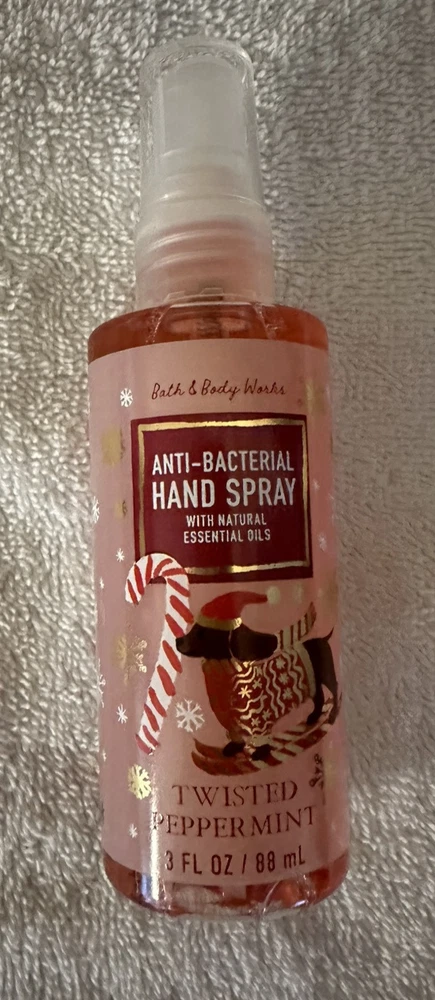 Bath & Body Works
ANTI-BACTERIAL
HAND SPRAY
WITH NATURAL
ESSENTIAL OILS
TWISTED
PEPPERMINT
3 FL OZ / 88 mL